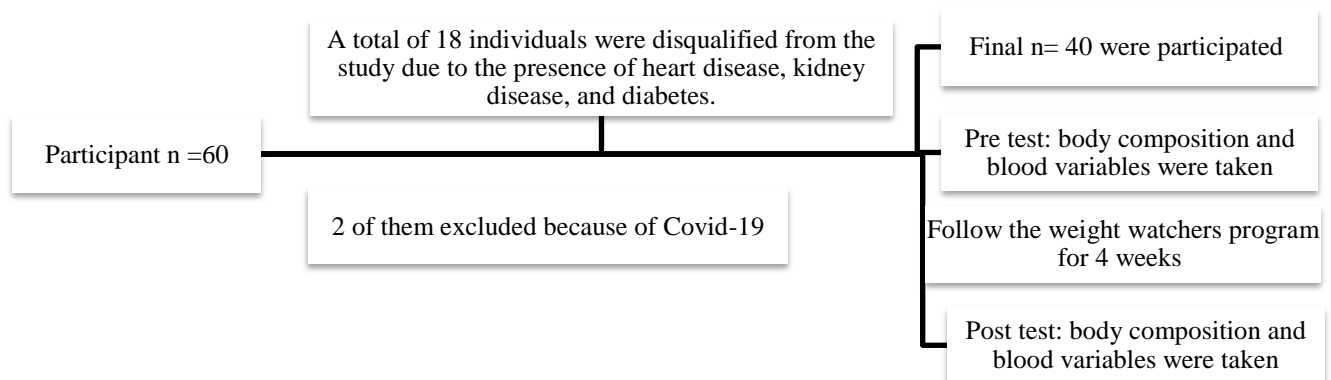 Participant n =60
A total of 18 individuals were disqualified from the
study due to the presence of heart disease, kidney
disease, and diabetes.
2 of them excluded because of Covid-19
Final n= 40 were participated
Pre test: body composition and
blood variables were taken
Follow the weight watchers program
for 4 weeks
Post test: body composition and
blood variables were taken